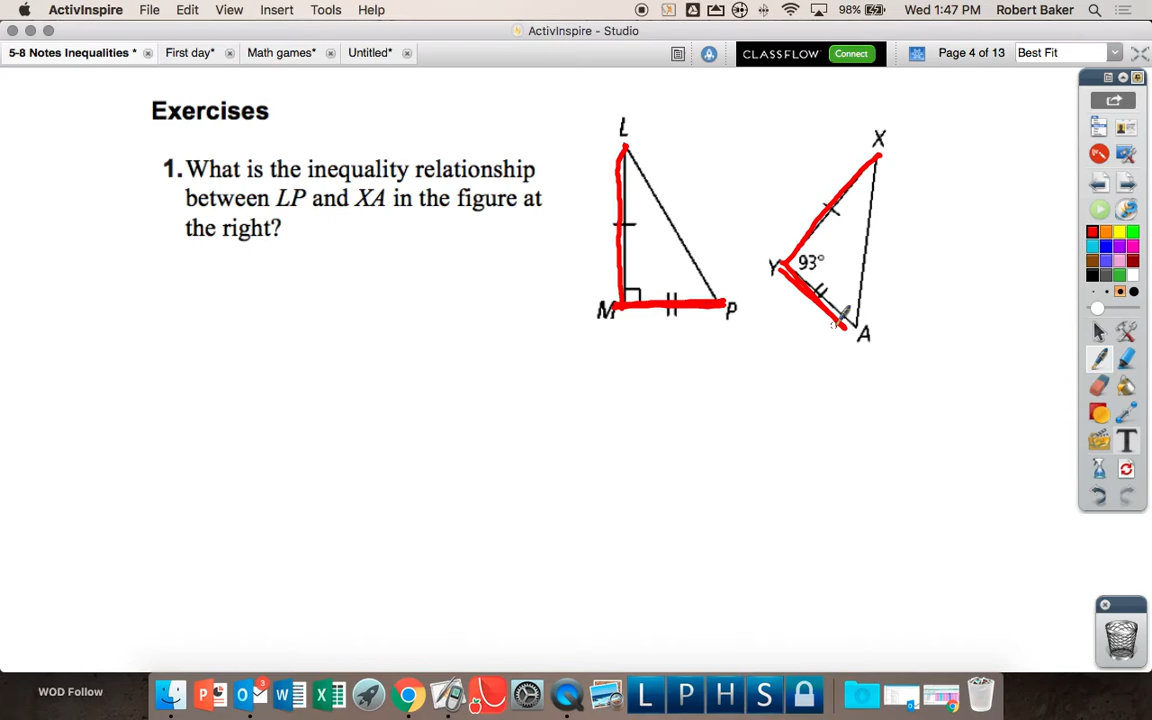 ActivInspire File Edit View Insert Tools Help 98% Wed 1:47 PM Robert Baker
ActivInspire - Studio
5-8 Notes Inequalities * First day* Math games* Untitled* CLASSFLOW Connect Page 4 of 13 Best Fit
Exercises
1. What is the inequality relationship
between LP and XA in the figure at
the right?
L
X
Y 93°
M P
A
WOD Follow
3
L P H S